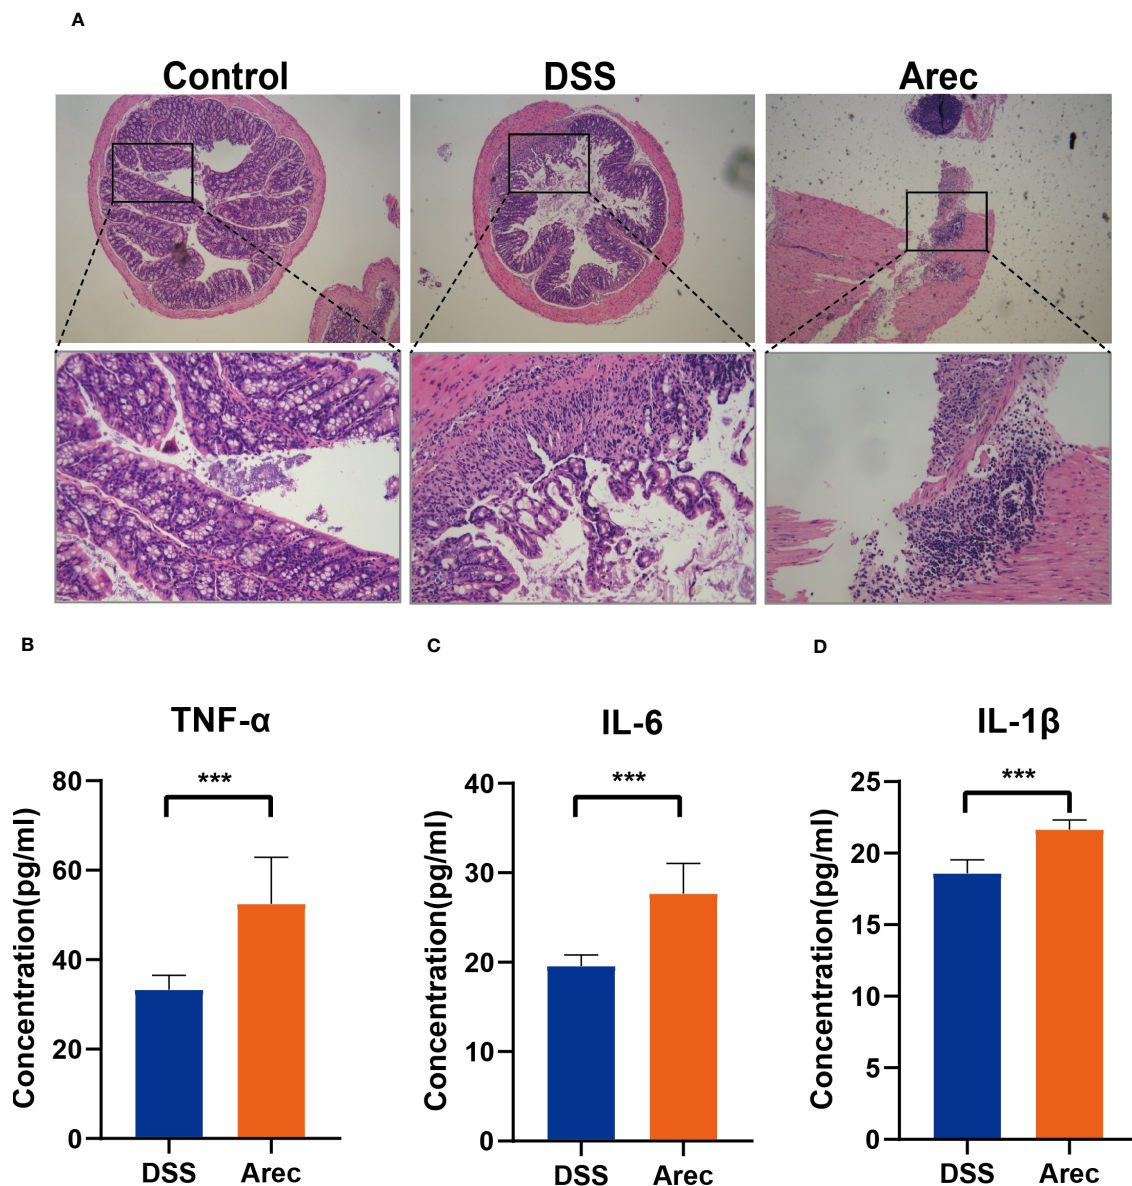 A
Control DSS Arec
B C D
TNF-α
***
Concentration(pg/ml)
80
60
40
20
0
DSS Arec
IL-6
***
Concentration(pg/ml)
40
30
20
10
0
DSS Arec
IL-1β
***
Concentration(pg/ml)
25
20
15
10
5
0
DSS Arec